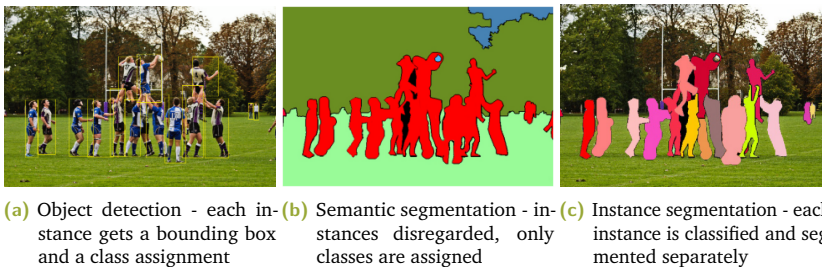 (a) Object detection - each in-
stance gets a bounding box
and a class assignment
(b) Semantic segmentation - in-
stances disregarded, only
classes are assigned
(c) Instance segmentation - each
instance is classified and seg
mented separately